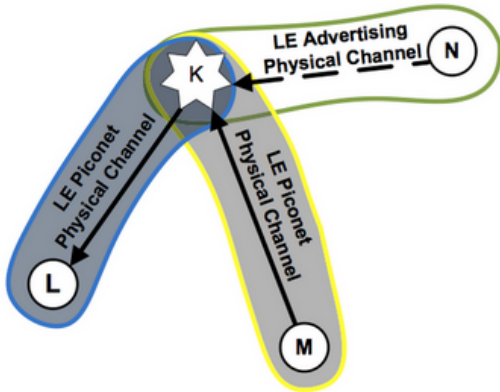 LE Advertising
Physical Channel
N
K
LE Piconet
Physical Channel
LE Piconet
Physical Channel
L
M